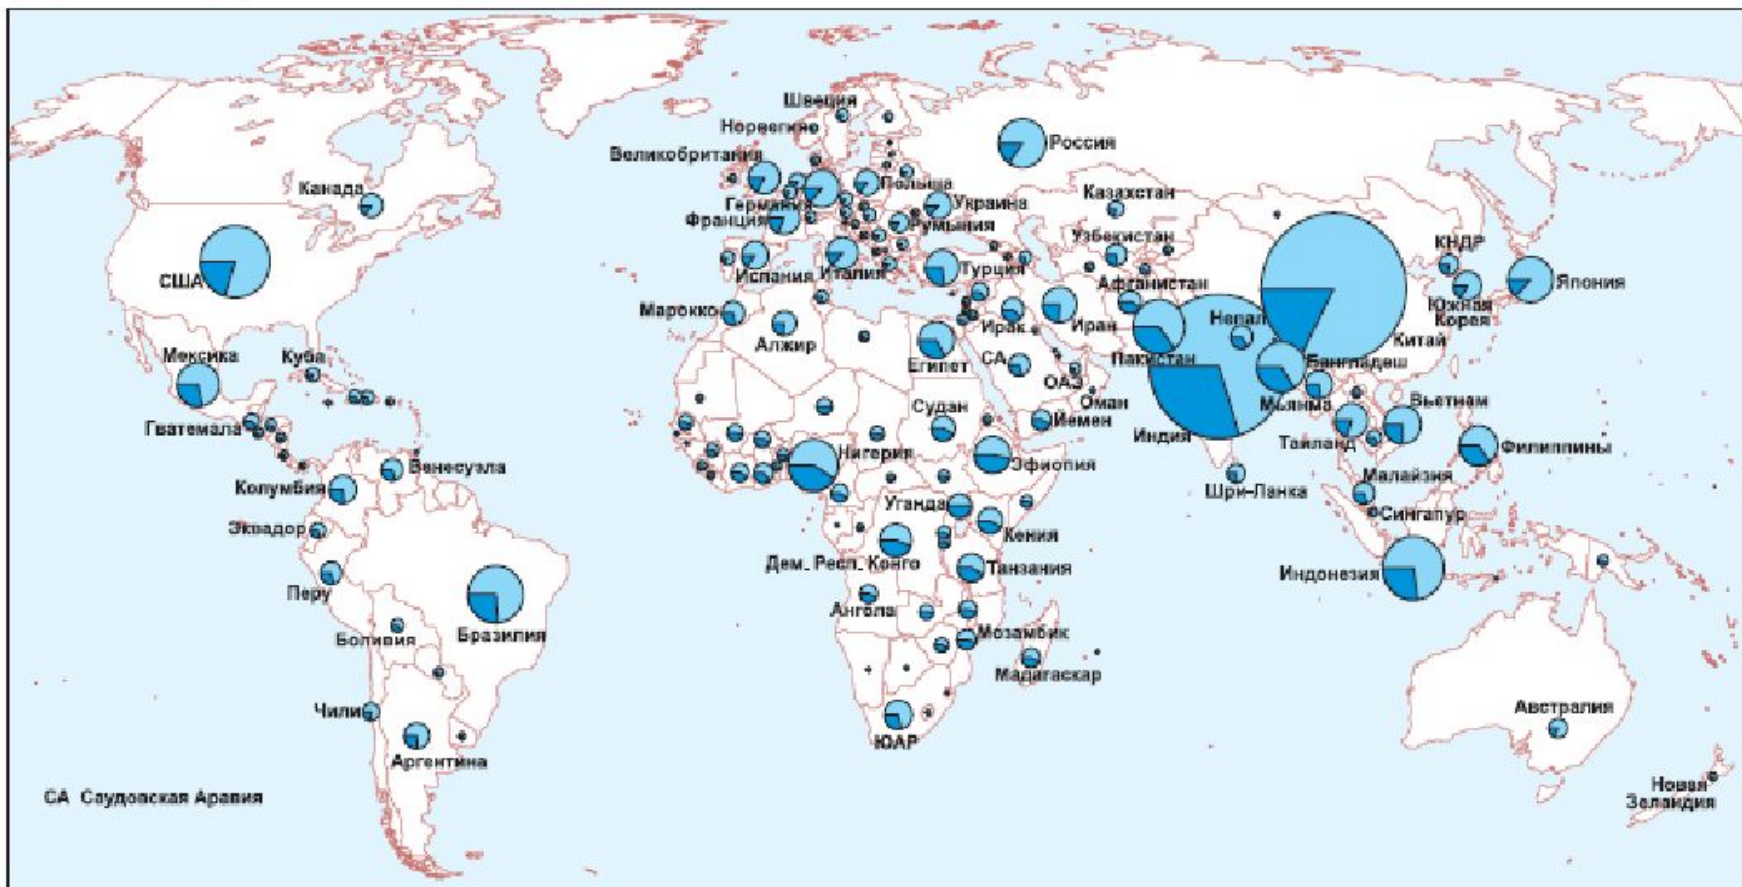 Швеция
Норвегия
Великобритания
Россия
Канада
Польша
Казахстан
Германия
Украина
Франция
Румыния
Узбекистан
КНДР
США
Испания
Италия
Турция
Афганистан
Япония
Южная
Корея
Марокко
Ирак
Иран
Непал
Китай
Алжир
Египет
Пакистан
Мексика
Куба
СА
Бангладеш
ОАЭ
Оман
Мьянма
Вьетнам
Судан
Йемен
Гватемала
Индия
Таиланд
Филиппины
Нигерия
Эфиопия
Венесуэла
Колумбия
Шри-Ланка
Малайзия
Уганда
Сингапур
Эквадор
Кения
Дем. Респ. Конго
Танзания
Индонезия
Перу
Ангола
Боливия
Бразилия
Мозамбик
Мадагаскар
Чили
Австралия
ЮАР
Аргентина
Новая
Зеландия
СА Саудовская Аравия